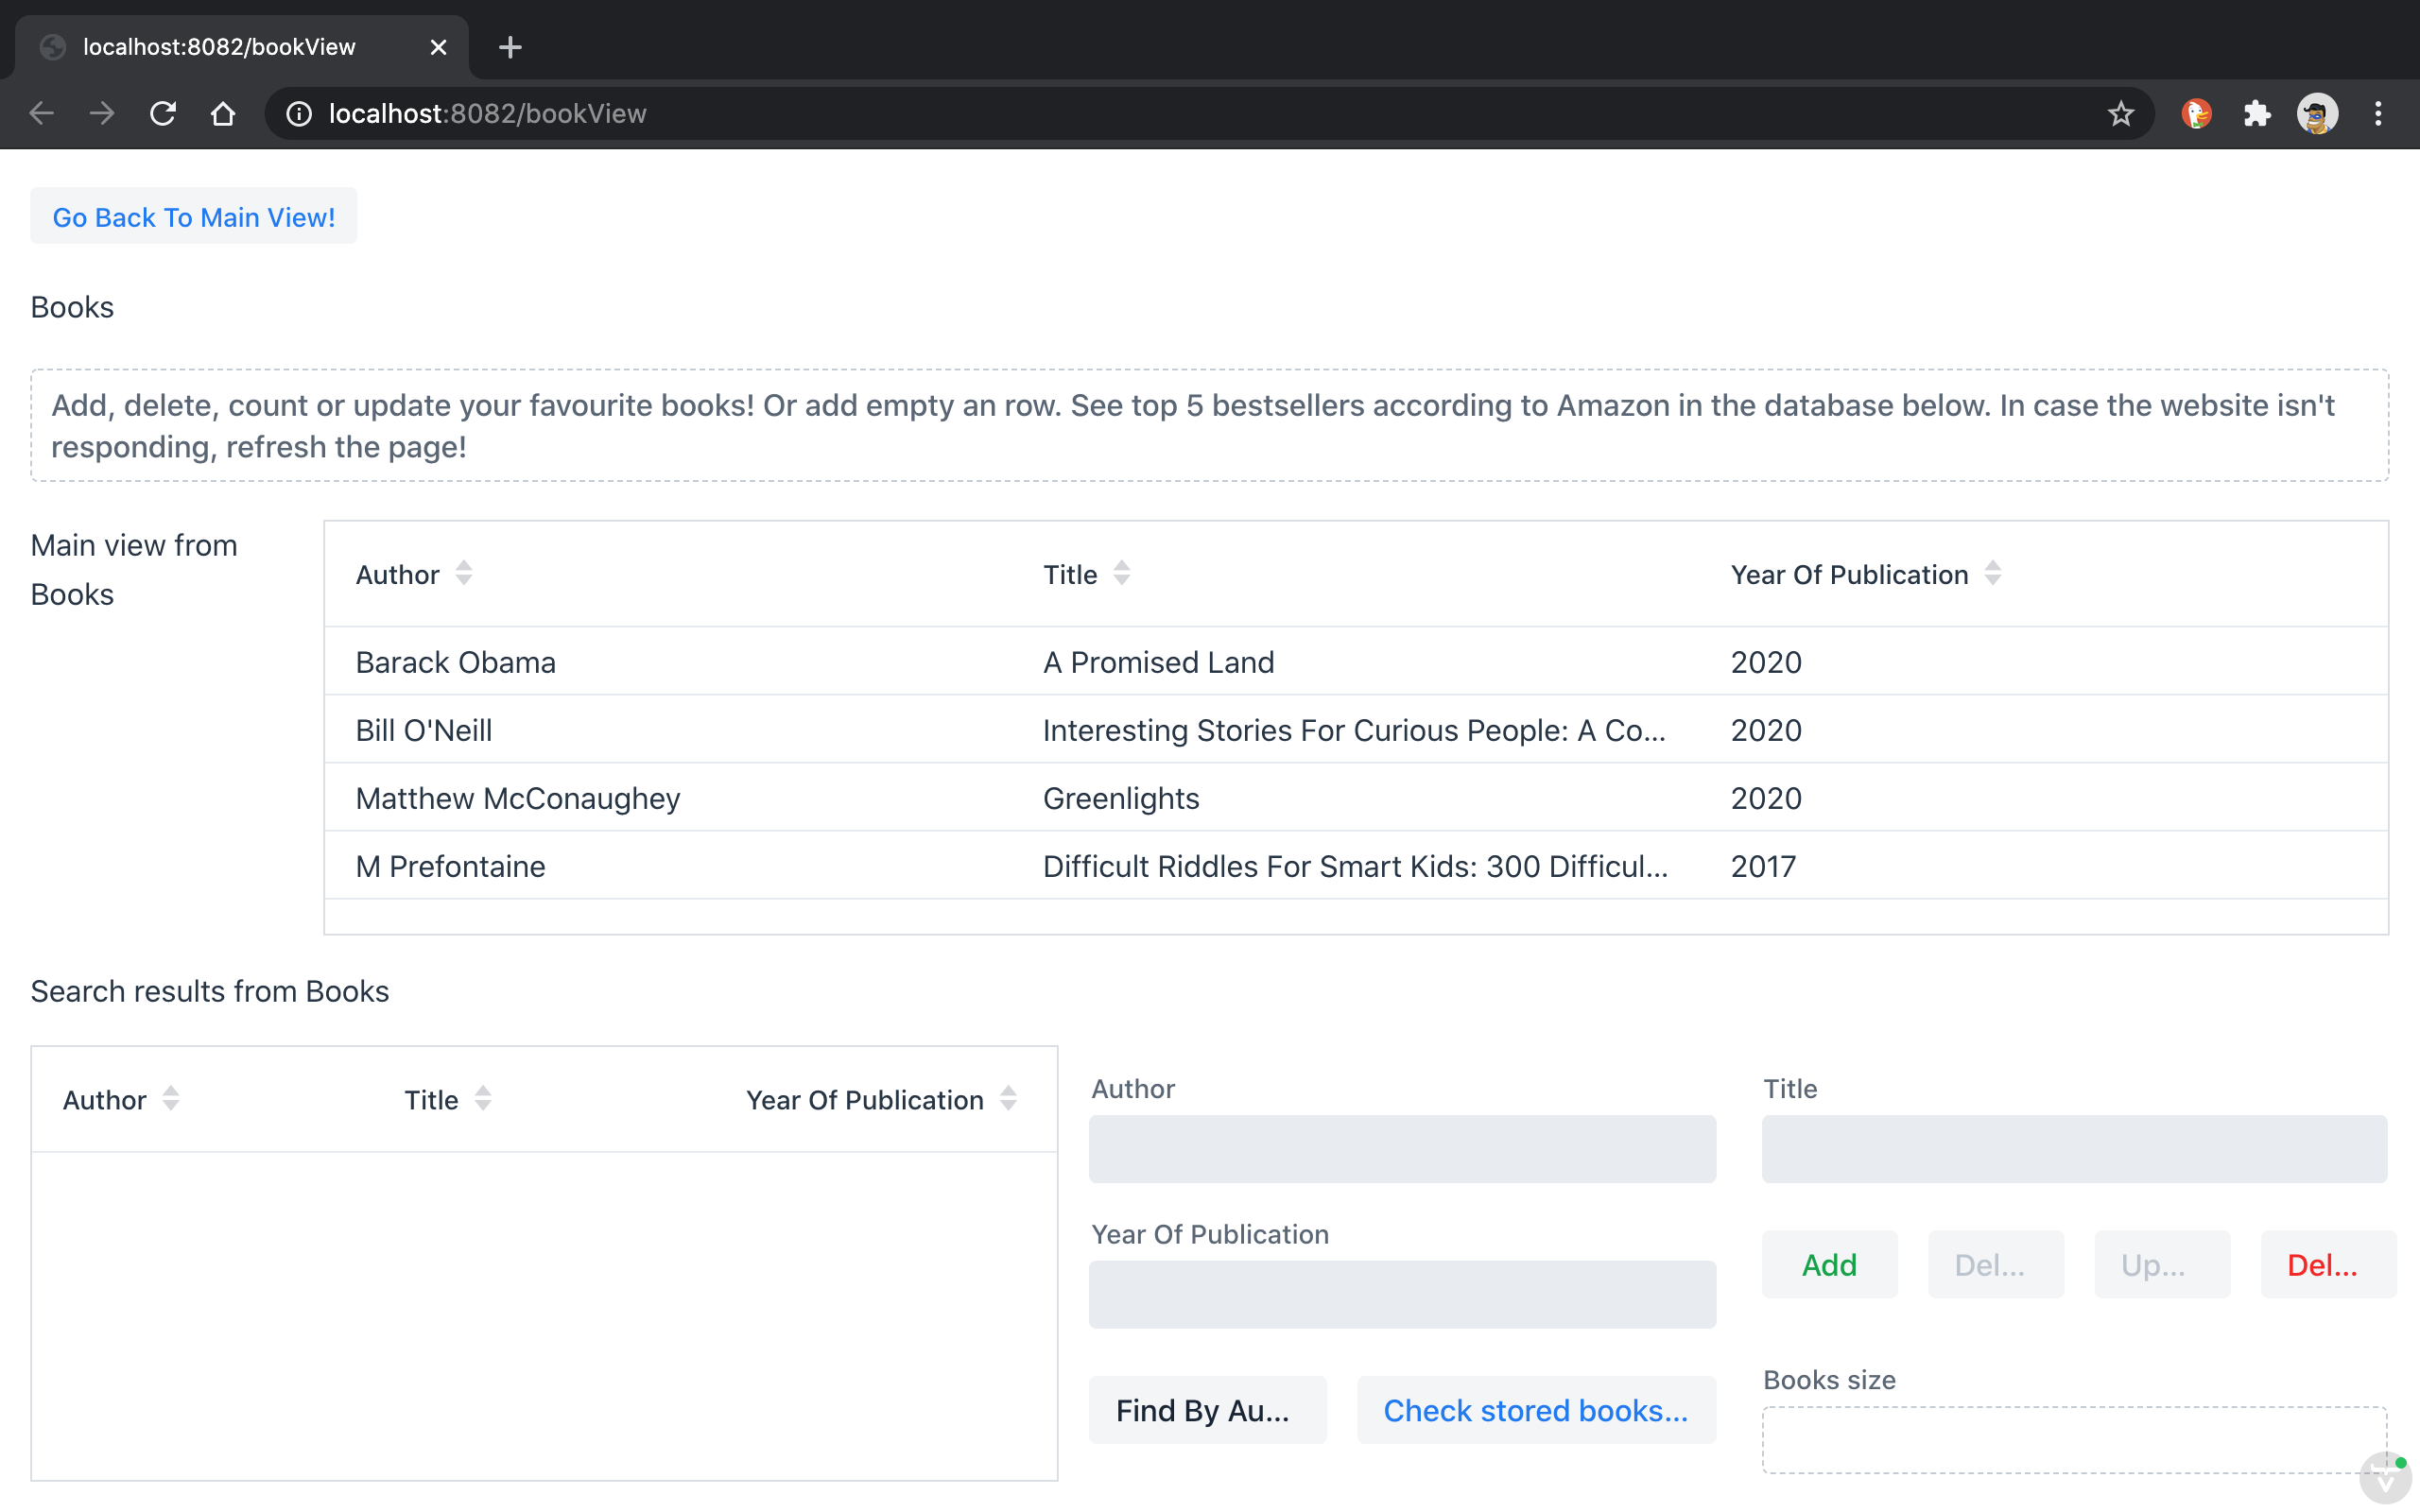 localhost:8082/bookView
localhost:8082/bookView
Go Back To Main View!
Books
Add, delete, count or update your favourite books! Or add empty an row. See top 5 bestsellers according to Amazon in the database below. In case the website isn't
responding, refresh the page!
Main view from
Books
Author Title Year Of Publication
Barack Obama A Promised Land 2020
Bill O'Neill Interesting Stories For Curious People: A Co... 2020
Matthew McConaughey Greenlights 2020
M Prefontaine Difficult Riddles For Smart Kids: 300 Difficul... 2017
Search results from Books
Author Title Year Of Publication
Author Title
Year Of Publication
Add Del... Up... Del...
Books size
Find By Au... Check stored books...